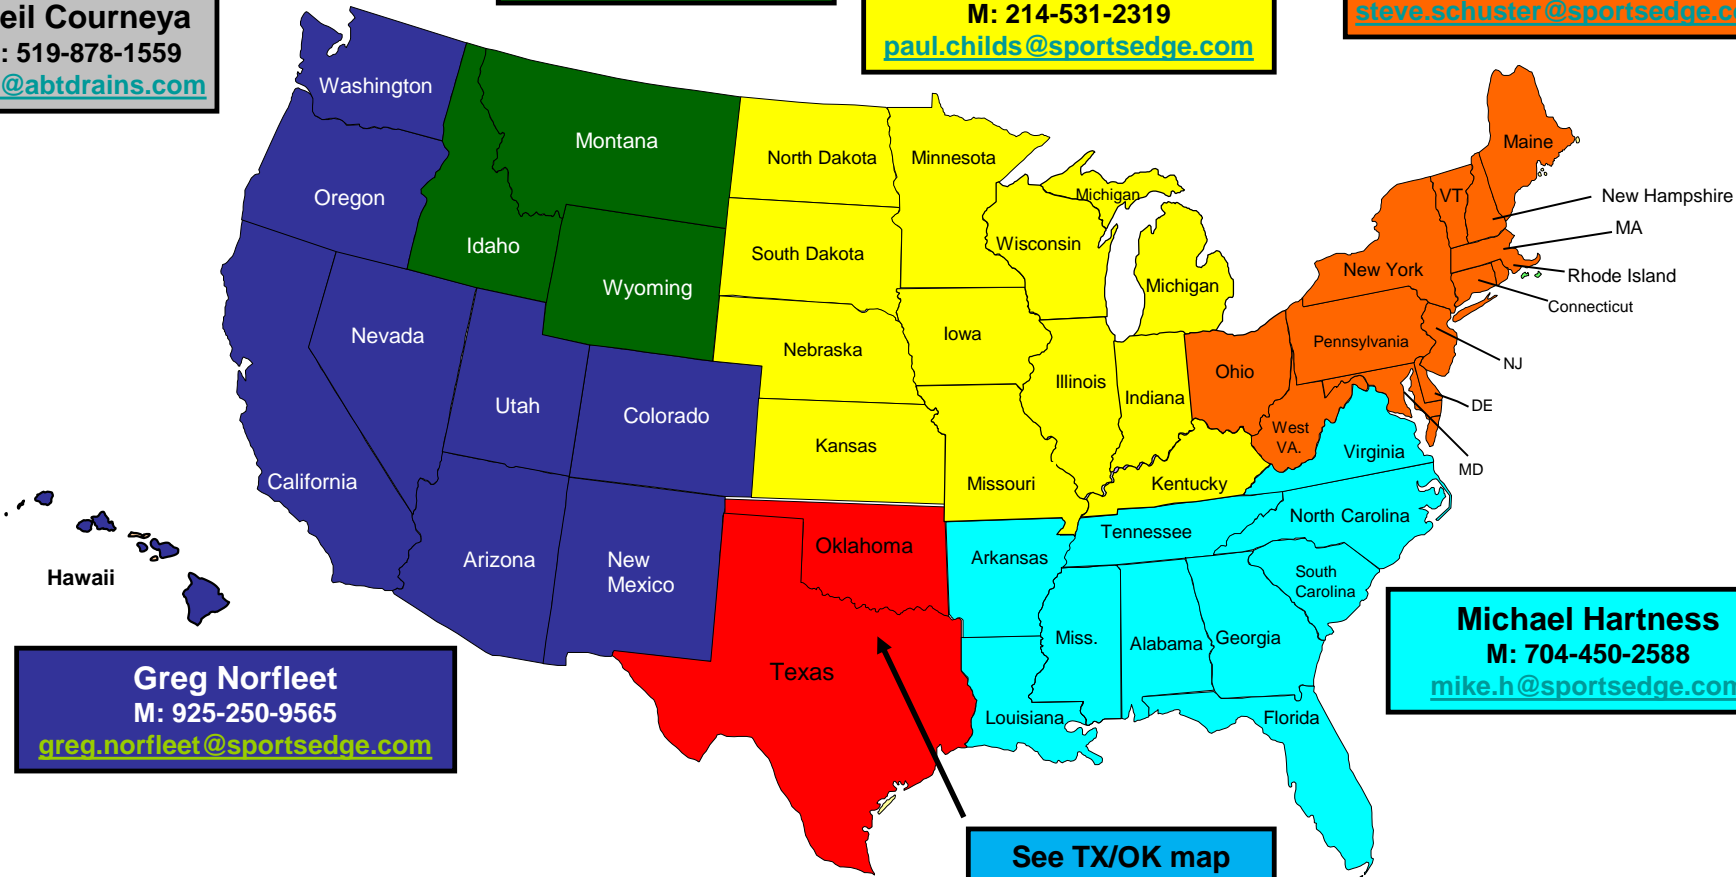 eil Courneya
: 519-878-1559
@abtdrains.com
M: 214-531-2319
paul.childs@sportsedge.com
steve.schuster@sportsedge.co
Washington
Oregon
Montana
Idaho
Wyoming
Nevada
Utah
Colorado
California
Arizona
New
Mexico
Hawaii
North Dakota
South Dakota
Nebraska
Kansas
Minnesota
Iowa
Missouri
Wisconsin
Illinois
Michigan
Michigan
Indiana
Kentucky
Ohio
West
VA.
Pennsylvania
New York
VT
Maine
New Hampshire
MA
Rhode Island
Connecticut
NJ
DE
MD
Virginia
North Carolina
South
Carolina
Tennessee
Arkansas
Miss.
Alabama
Georgia
Louisiana
Florida
Oklahoma
Texas
Greg Norfleet
M: 925-250-9565
greg.norfleet@sportsedge.com
Michael Hartness
M: 704-450-2588
mike.h@sportsedge.com
See TX/OK map